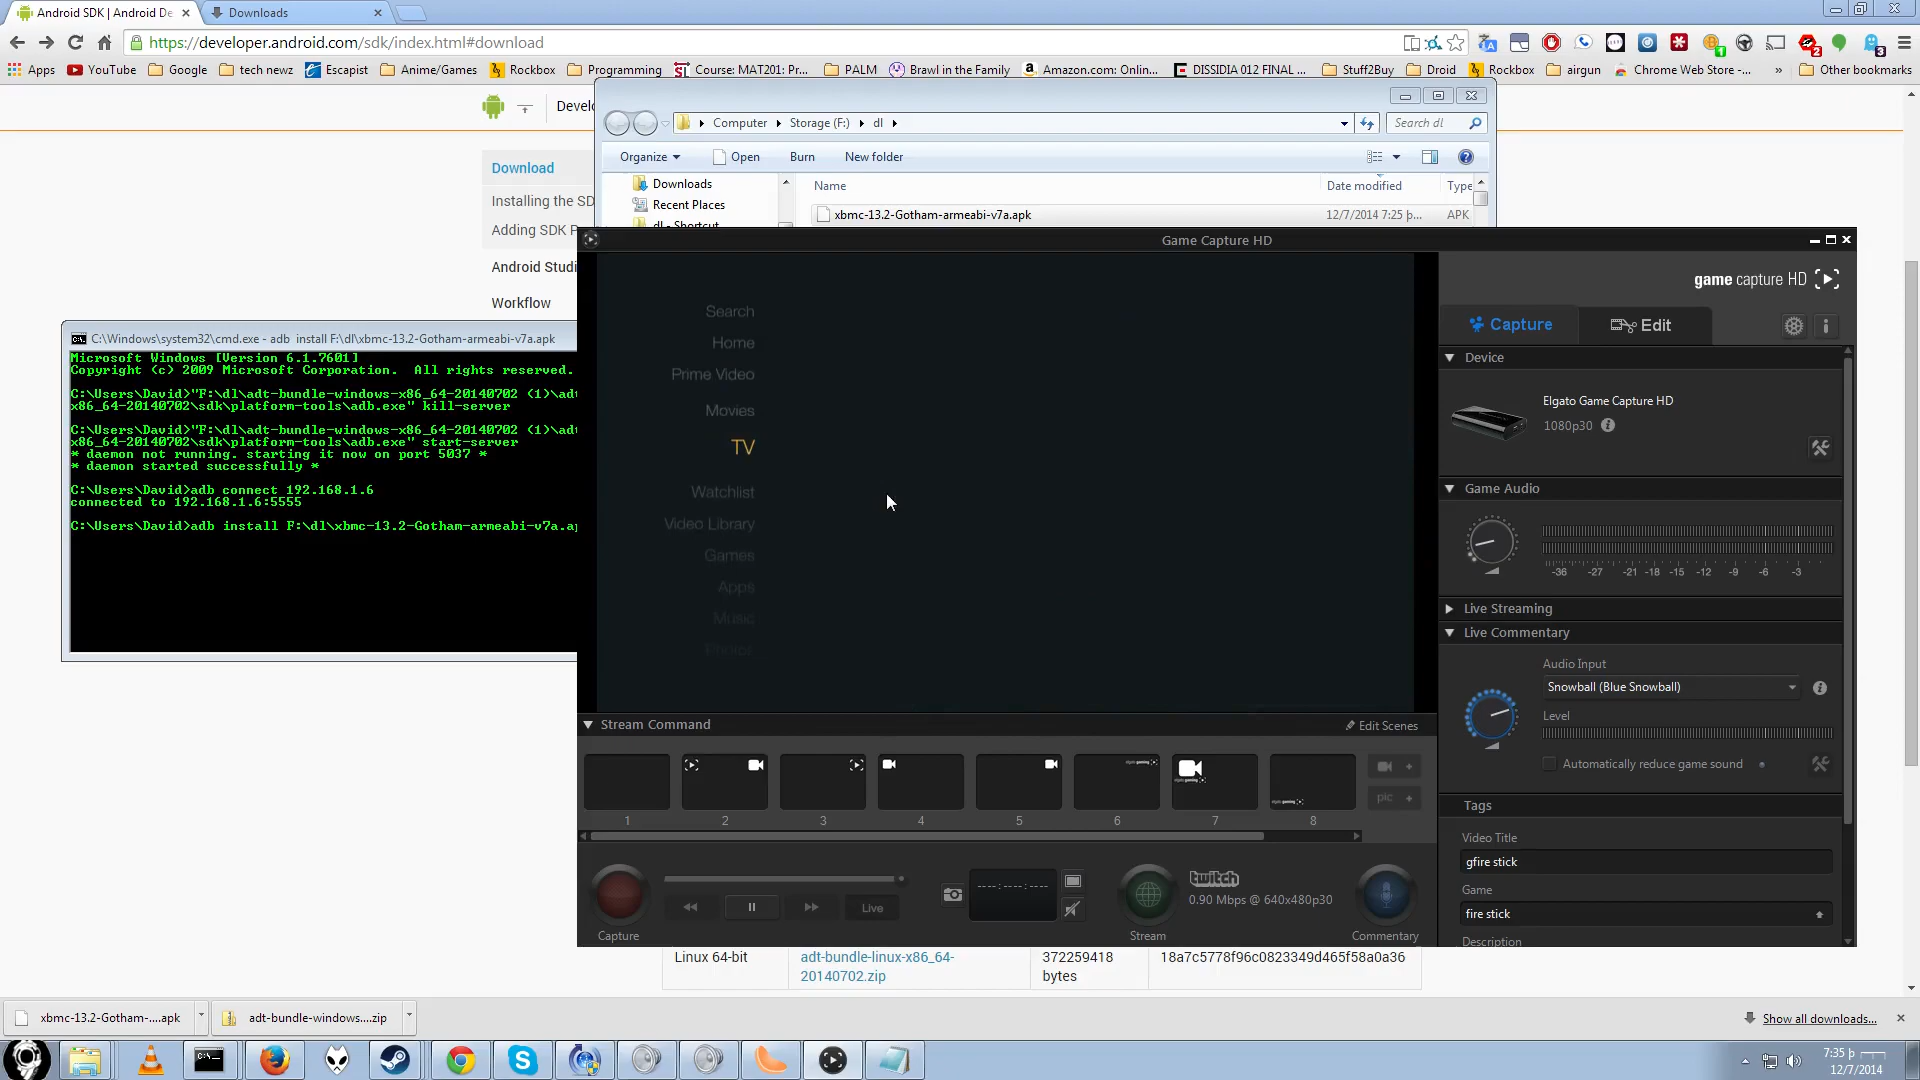 Android SDK | Android De
Downloads
https://developer.android.com/sdk/index.html#download
Apps
YouTube
Google
tech newz
Escapist
Anime/Games
Rockbox
Programming
Course: MAT201: Pr...
PALM
Brawl in the Family
Amazon.com: Onlin...
DISSIDIA 012 FINAL ...
Stuff2Buy
Droid
Rockbox
airgun
Chrome Web Store -...
»
Other bookmarks
Develo
Computer
Storage (F:)
dl
Search dl
Organize
Open
Burn
New folder
Download
Downloads
Name
Date modified
Type
Installing the SD
Recent Places
xbmc-13.2-Gotham-armeabi-v7a.apk
12/7/2014 7:25 þ...
APK
dl - Shortcut
Adding SDK P
Android Studi
Workflow
Game Capture HD
game capture HD
Search
Home
Prime Video
Movies
TV
Watchlist
Video Library
Games
Apps
Music
Photos
Capture
Edit
Device
Elgato Game Capture HD
1080p30
Game Audio
-36 -27 -21 -18 -15 -12 -9 -6 -3
Live Streaming
Live Commentary
Audio Input
Snowball (Blue Snowball)
Level
Automatically reduce game sound
Tags
Video Title
gfire stick
Game
fire stick
Description
C:\Windows\system32\cmd.exe - adb install F:\dl\xbmc-13.2-Gotham-armeabi-v7a.apk
Microsoft Windows [Version 6.1.7601]
Copyright (c) 2009 Microsoft Corporation. All rights reserved.
C:\Users\David>"F:\dl\adt-bundle-windows-x86_64-20140702 (1)\adt
x86_64-20140702\sdk\platform-tools\adb.exe" kill-server
C:\Users\David>"F:\dl\adt-bundle-windows-x86_64-20140702 (1)\adt
x86_64-20140702\sdk\platform-tools\adb.exe" start-server
* daemon not running. starting it now on port 5037 *
* daemon started successfully *
C:\Users\David>adb connect 192.168.1.6
connected to 192.168.1.6:5555
C:\Users\David>adb install F:\dl\xbmc-13.2-Gotham-armeabi-v7a.ap
Stream Command
Edit Scenes
pic +
1 2 3 4 5 6 7 8
Live
----:----:----
twitch
0.90 Mbps @ 640x480p30
Capture
Stream
Commentary
Linux 64-bit
adt-bundle-linux-x86_64-
20140702.zip
372259418
bytes
18a7c5778f96c0823349d465f58a0a36
xbmc-13.2-Gotham-....apk
adt-bundle-windows....zip
Show all downloads...
7:35 þ
12/7/2014